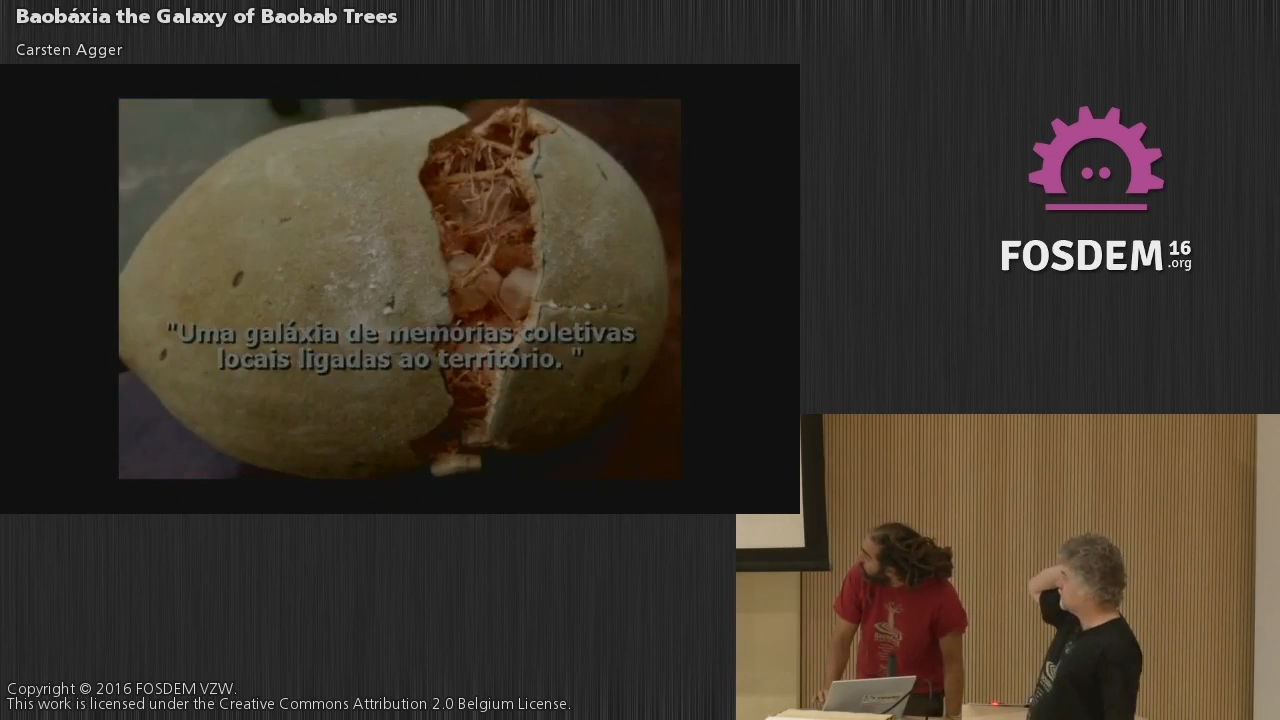 Baobáxia the Galaxy of Baobab Trees
Carsten Agger
"Uma galáxia de memórias coletivas
locais ligadas ao território. "
FOSDEM 16
.org
Copyright © 2016 FOSDEM VZW.
This work is licensed under the Creative Commons Attribution 2.0 Belgium License.